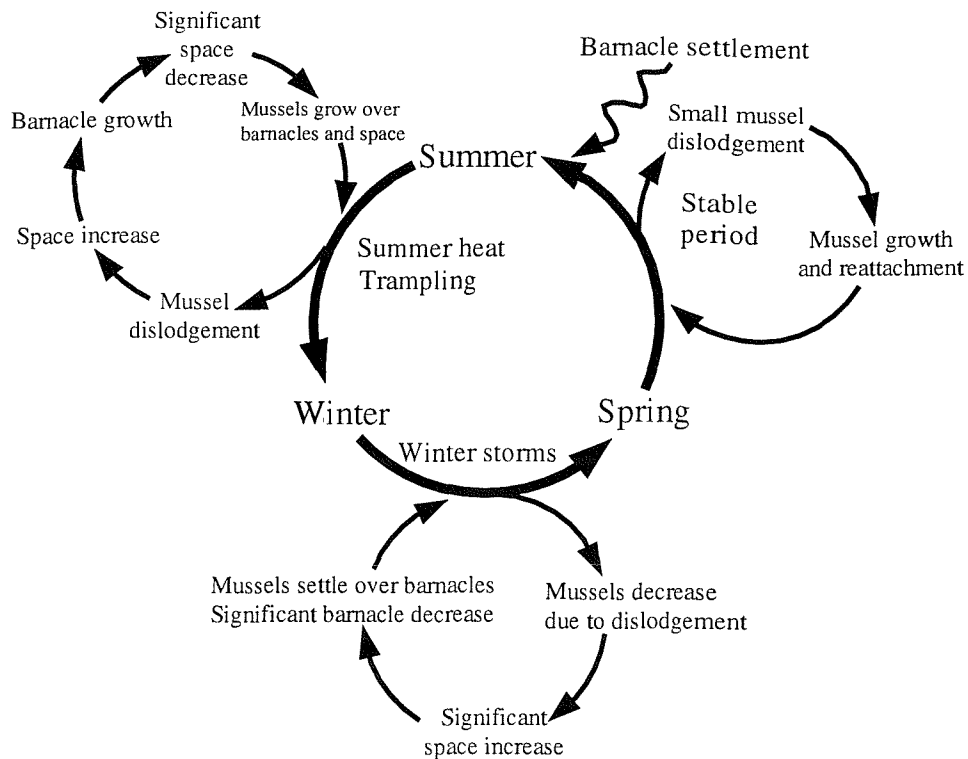 Significant
space
decrease
Barnacle settlement
Barnacle growth
Mussels grow over
barnacles and space
Small mussel
dislodgement
Summer
Stable
period
Space increase
Summer heat
Trampling
Mussel growth
and reattachment
Mussel
dislodgement
Winter
Spring
Winter storms
Mussels settle over barnacles
Significant barnacle decrease
Mussels decrease
due to dislodgement
Significant
space increase